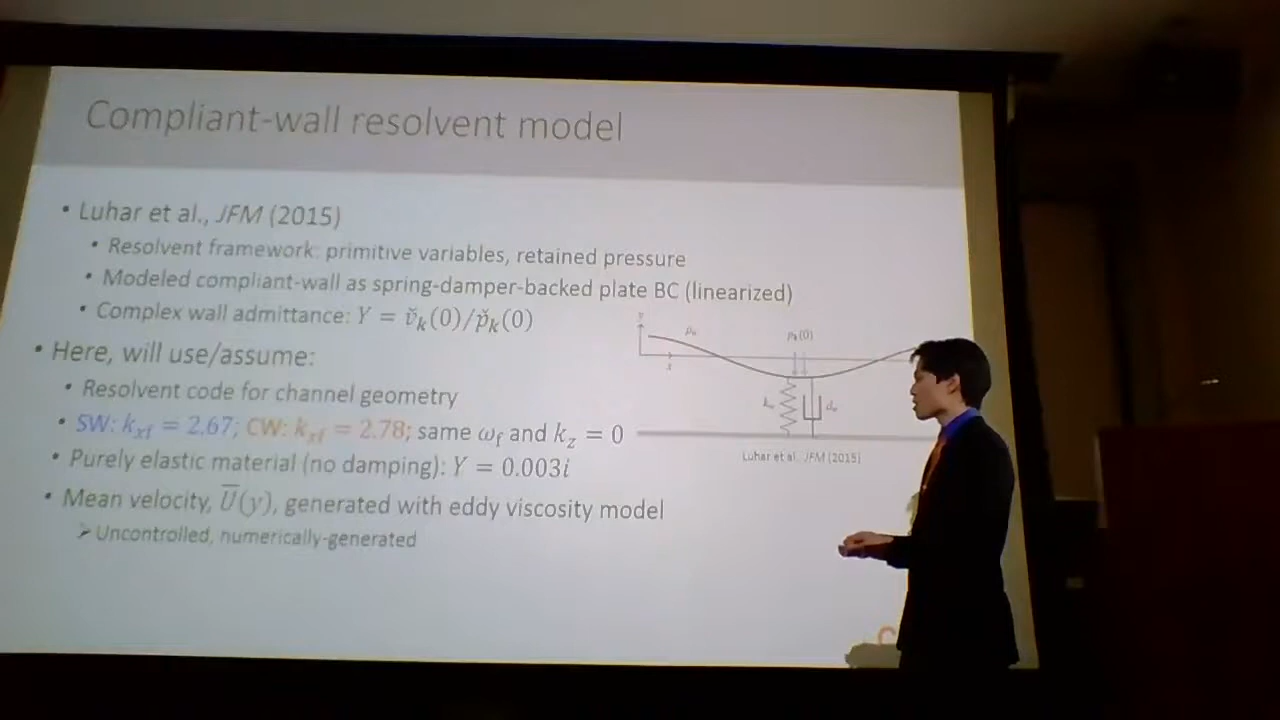 Compliant-wall resolvent model
• Luhar et al., JFM (2015)
• Resolvent framework: primitive variables, retained pressure
• Modeled compliant-wall as spring-damper-backed plate BC (linearized)
• Complex wall admittance: Y = v̌ₖ(0)/p̌ₖ(0)
• Here, will use/assume:
• Resolvent code for channel geometry
• SW: kₓf = 2.67; CW: kₓf = 2.78; same ωf and k_z = 0
• Purely elastic material (no damping): Y = 0.003i
• Mean velocity, U̅(y), generated with eddy viscosity model
➢ Uncontrolled, numerically-generated
pₖ(0)
Luhar et al. JFM (2015)